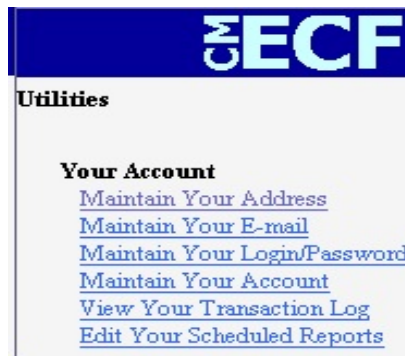 CM ECF
Utilities
Your Account
Maintain Your Address
Maintain Your E-mail
Maintain Your Login/Password
Maintain Your Account
View Your Transaction Log
Edit Your Scheduled Reports